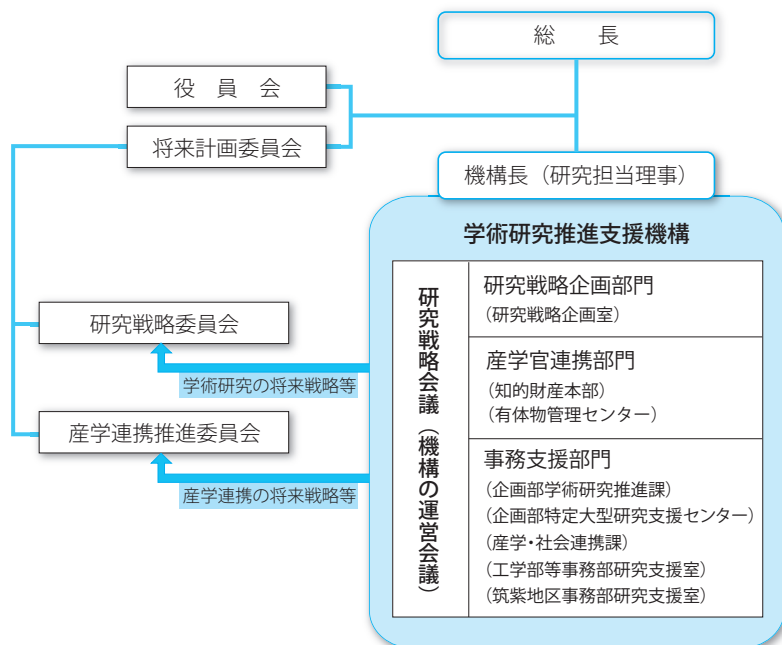 総　長
役　員　会
将来計画委員会
機構長（研究担当理事）
学術研究推進支援機構
研究戦略委員会
学術研究の将来戦略等
産学連携推進委員会
産学連携の将来戦略等
研究戦略会議（機構の運営会議）
研究戦略企画部門
（研究戦略企画室）
産学官連携部門
（知的財産本部）
（有体物管理センター）
事務支援部門
（企画部学術研究推進課）
（企画部特定大型研究支援センター）
（産学・社会連携課）
（工学部等事務部研究支援室）
（筑紫地区事務部研究支援室）